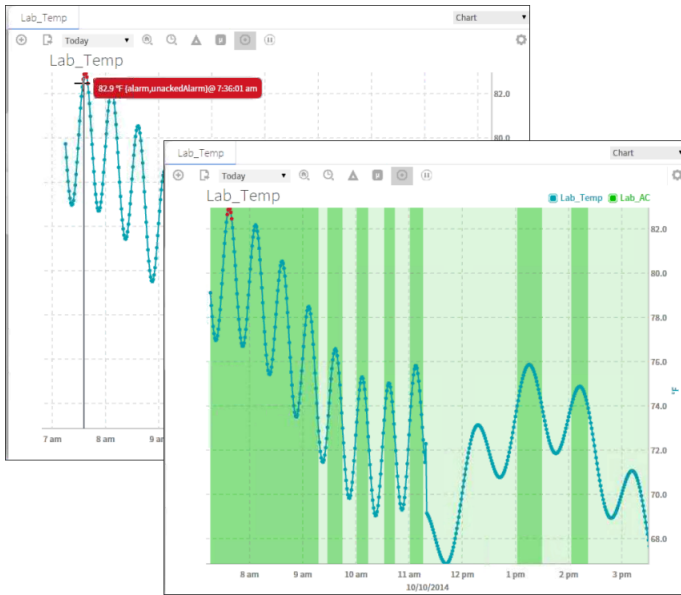 Lab_Temp
Chart
Today
Lab_Temp
82.9 °F {alarm,unackedAlarm}@ 7:36:01 am
82.0
80.0
7 am 8 am 9 am
Lab_Temp
Chart
Today
Lab_Temp
Lab_Temp Lab_AC
82.0
80.0
78.0
76.0
°F
74.0
72.0
70.0
68.0
8 am 9 am 10 am 11 am 12 pm 1 pm 2 pm 3 pm
10/10/2014